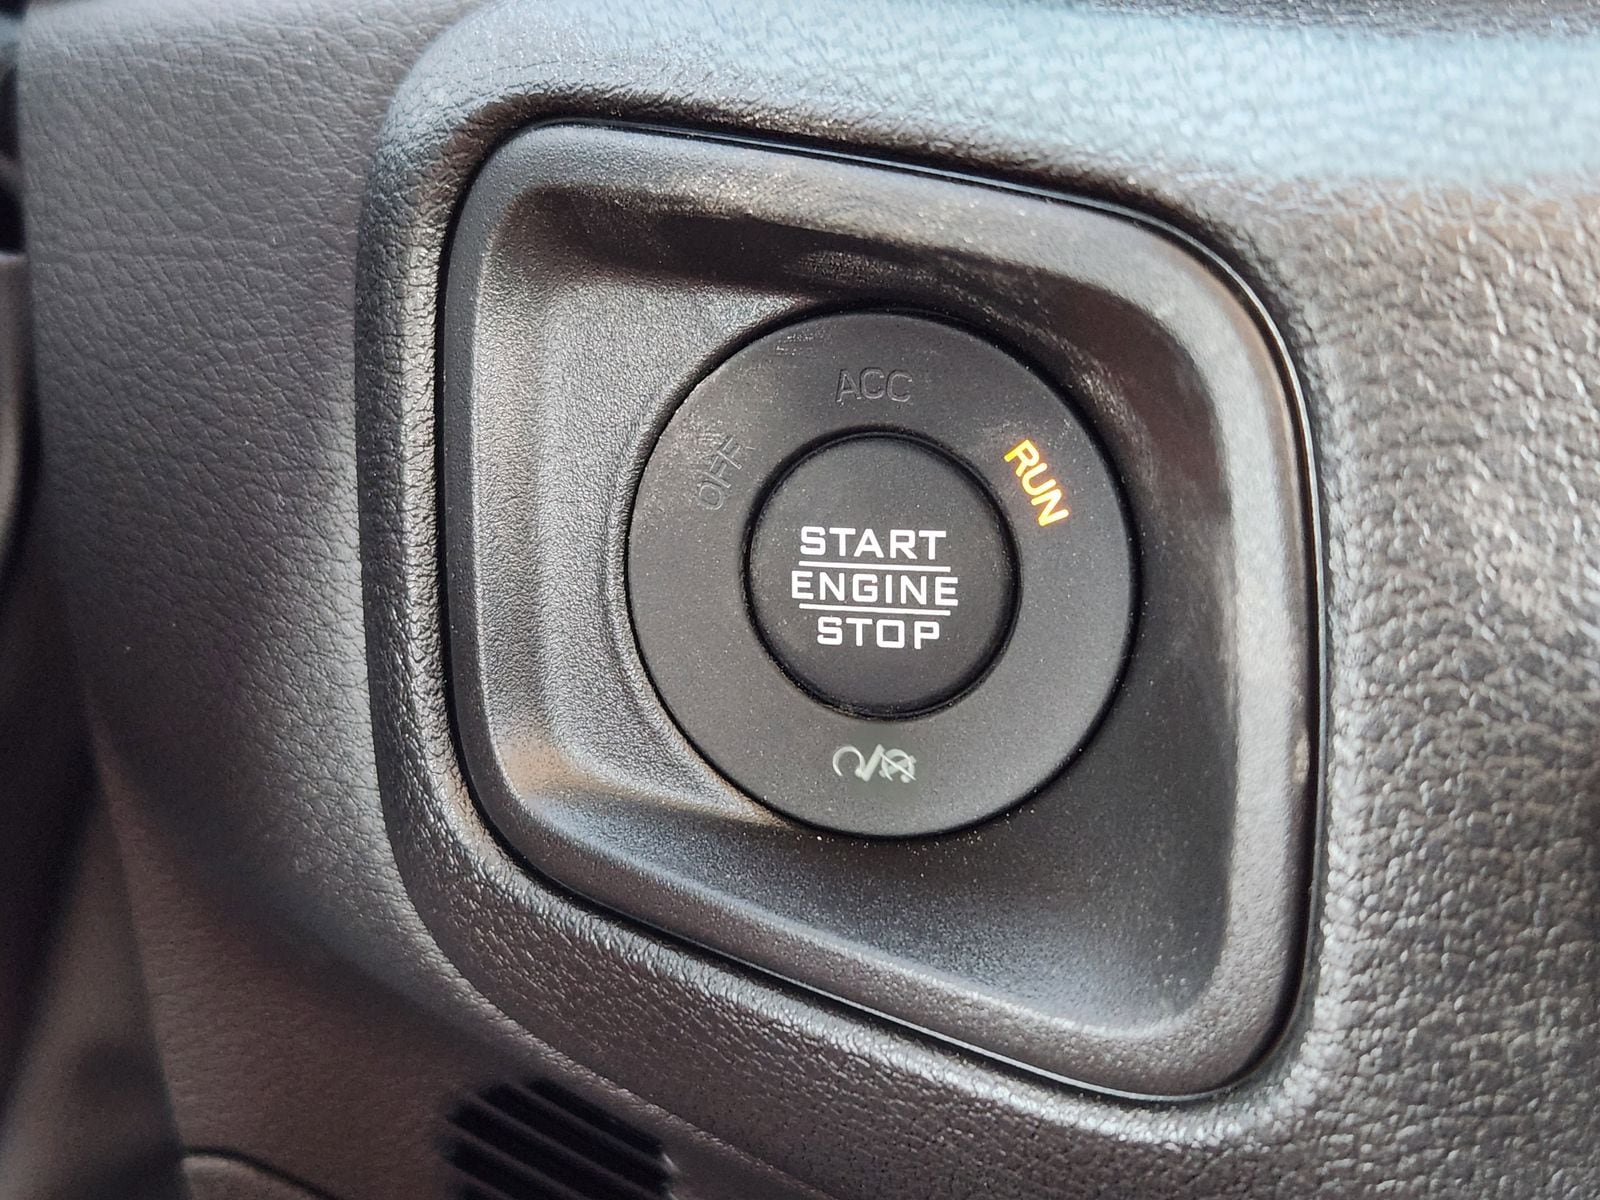 ACC
OFF
RUN
START
ENGINE
STOP